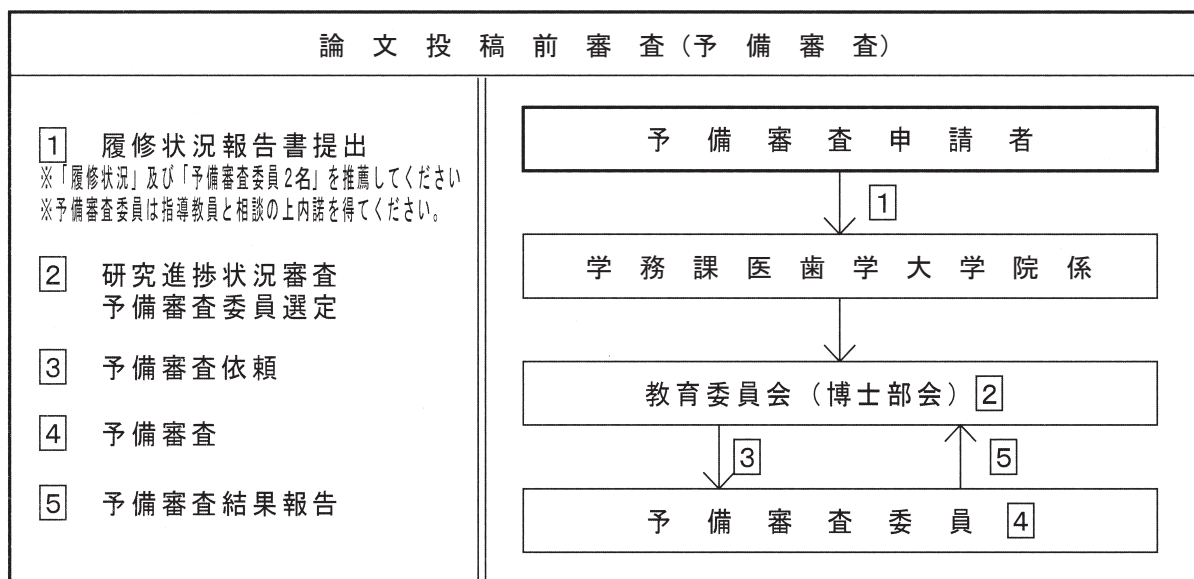 論文投稿前審査(予備審査)
1 履修状況報告書提出
※「履修状況」及び「予備審査委員2名」を推薦してください
※予備審査委員は指導教員と相談の上内諾を得てください。
2 研究進捗状況審査
予備審査委員選定
3 予備審査依頼
4 予備審査
5 予備審査結果報告
予備審査申請者
1
学務課医歯学大学院係
教育委員会(博士部会) 2
3
5
予備審査委員 4